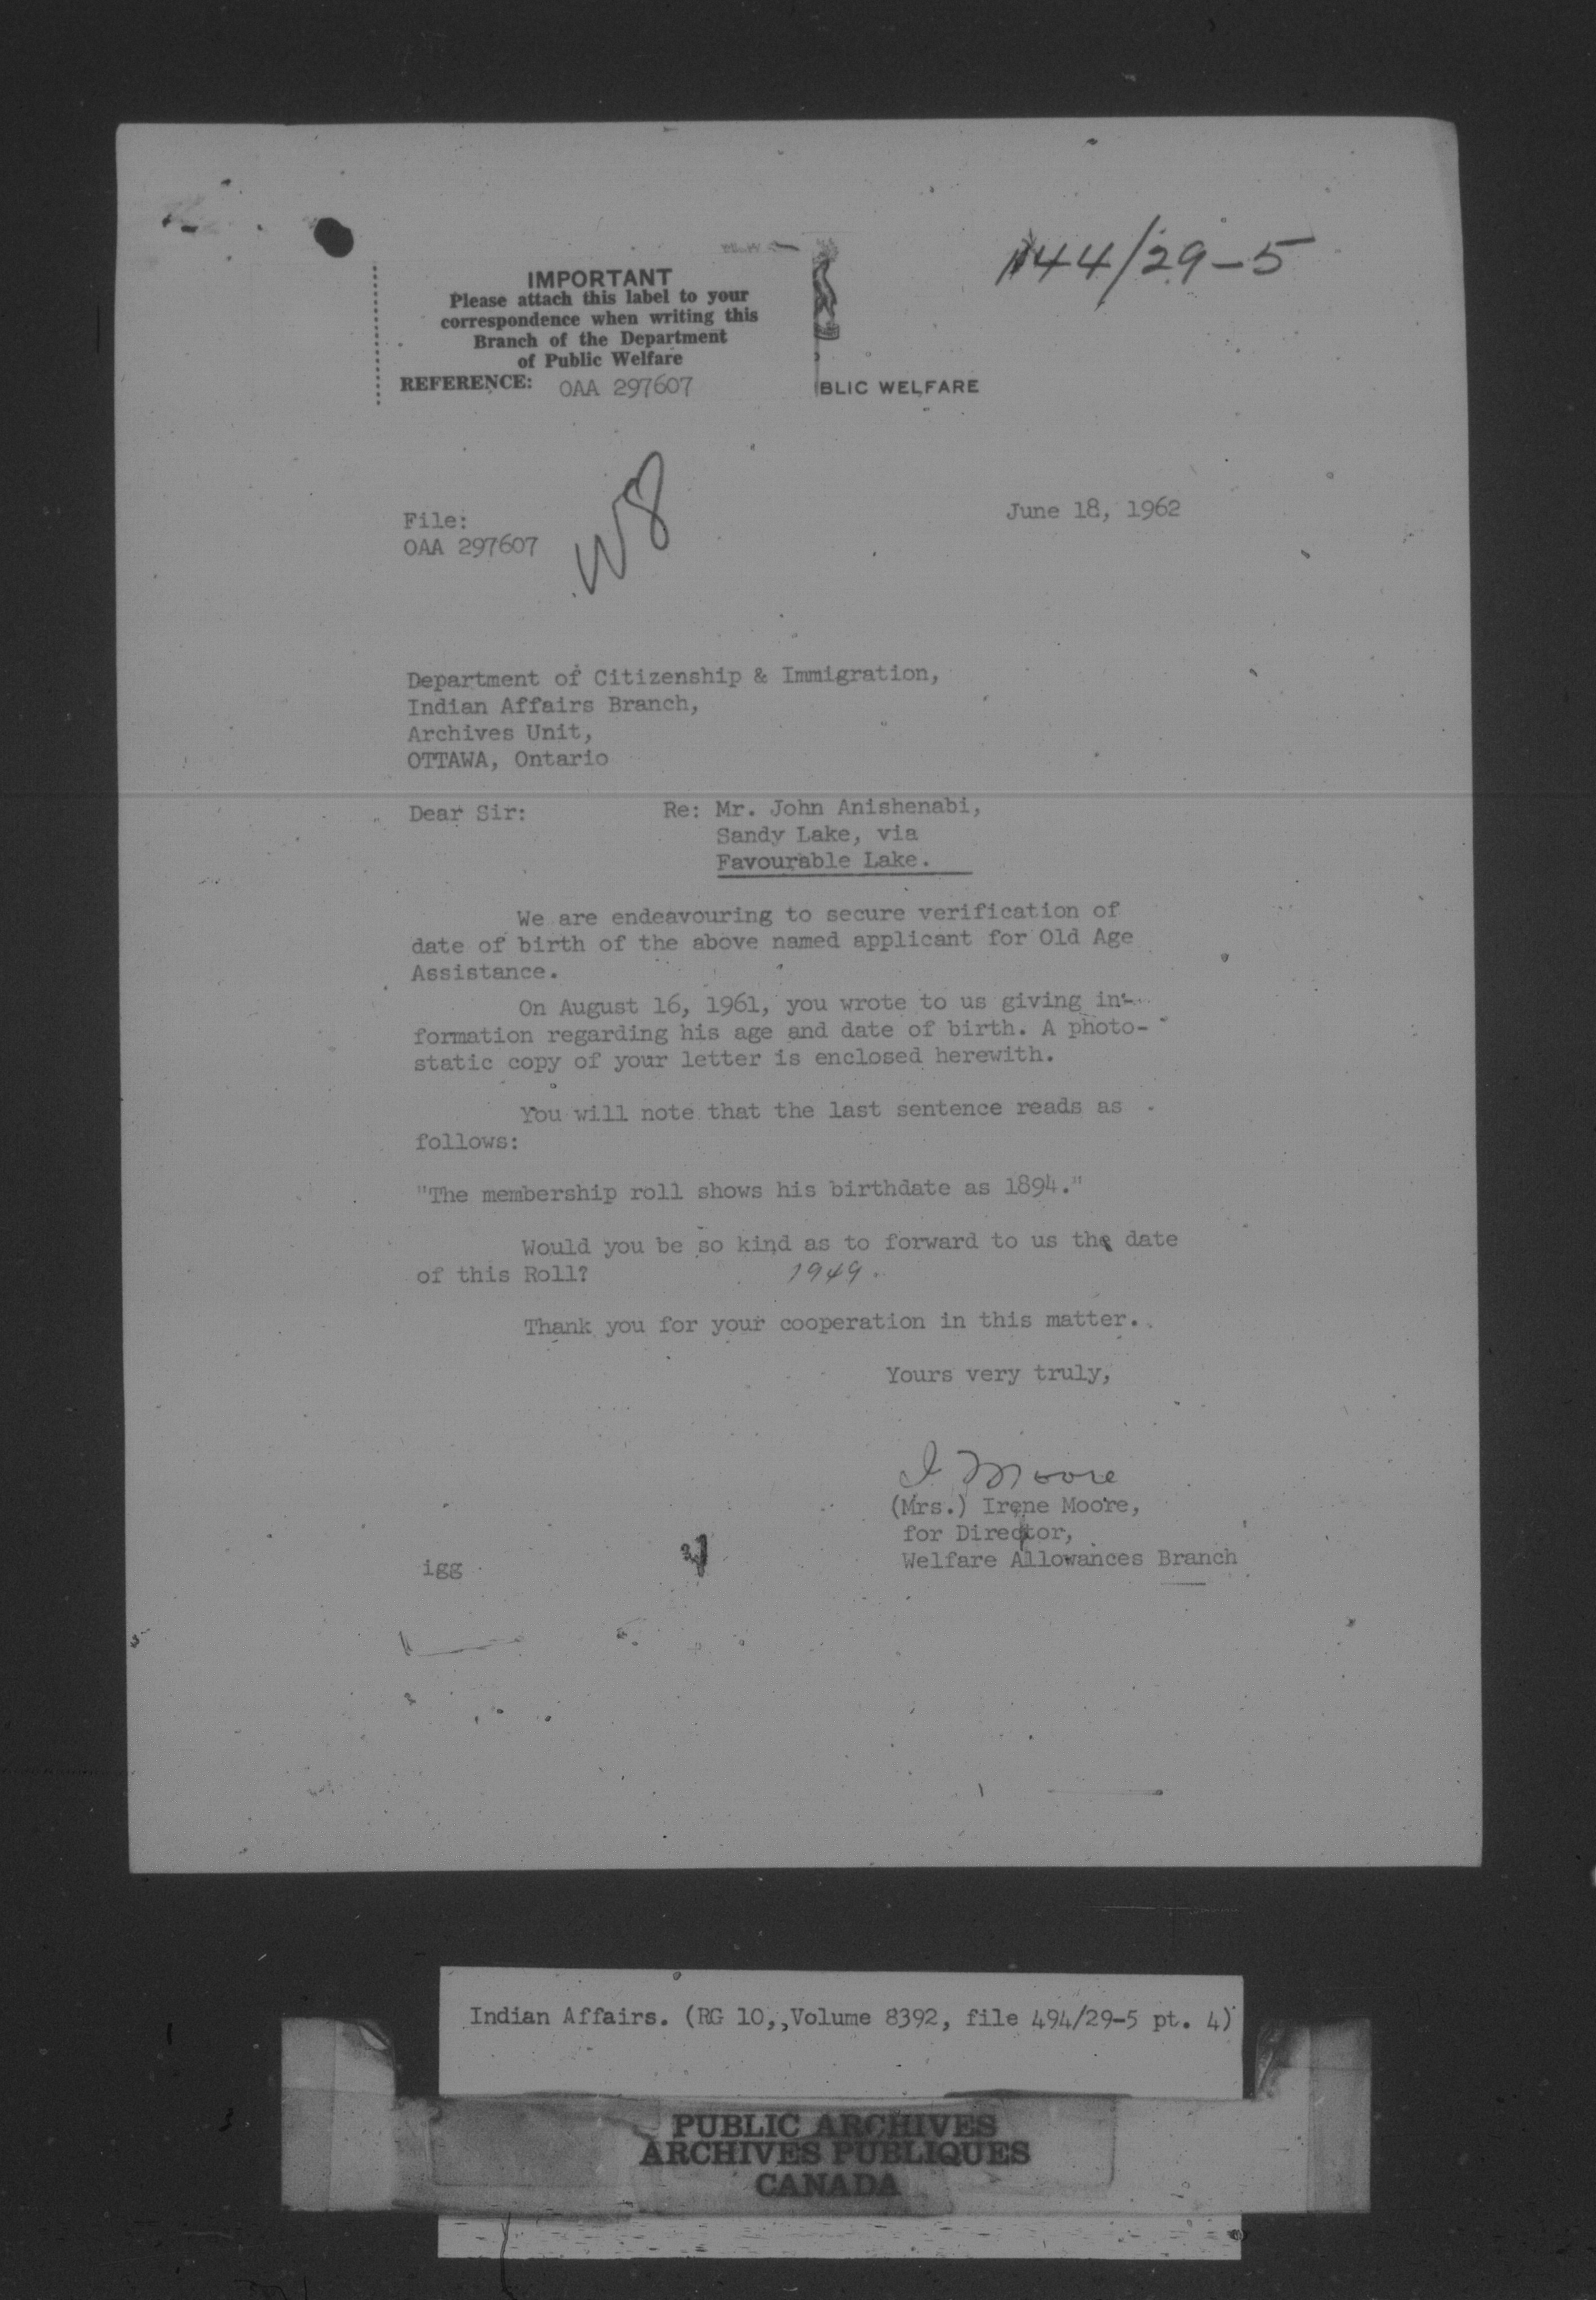 144/29-5
IMPORTANT
Please attach this label to your
correspondence when writing this
Branch of the Department
of Public Welfare
REFERENCE: OAA 297607
BLIC WELFARE
W8
File:
OAA 297607
June 18, 1962
Department of Citizenship & Immigration,
Indian Affairs Branch,
Archives Unit,
OTTAWA, Ontario
Dear Sir:
Re: Mr. John Anishenabi,
Sandy Lake, via
Favourable Lake.
We are endeavouring to secure verification of
date of birth of the above named applicant for Old Age
Assistance.
On August 16, 1961, you wrote to us giving in-
formation regarding his age and date of birth. A photo-
static copy of your letter is enclosed herewith.
You will note that the last sentence reads as
follows:
"The membership roll shows his birthdate as 1894."
Would you be so kind as to forward to us the date
of this Roll?
1949.
Thank you for your cooperation in this matter.
Yours very truly,
I. Moore
(Mrs.) Irene Moore,
for Director,
Welfare Allowances Branch
igg
Indian Affairs. (RG 10,,Volume 8392, file 494/29-5 pt. 4)
PUBLIC ARCHIVES
ARCHIVES PUBLIQUES
CANADA